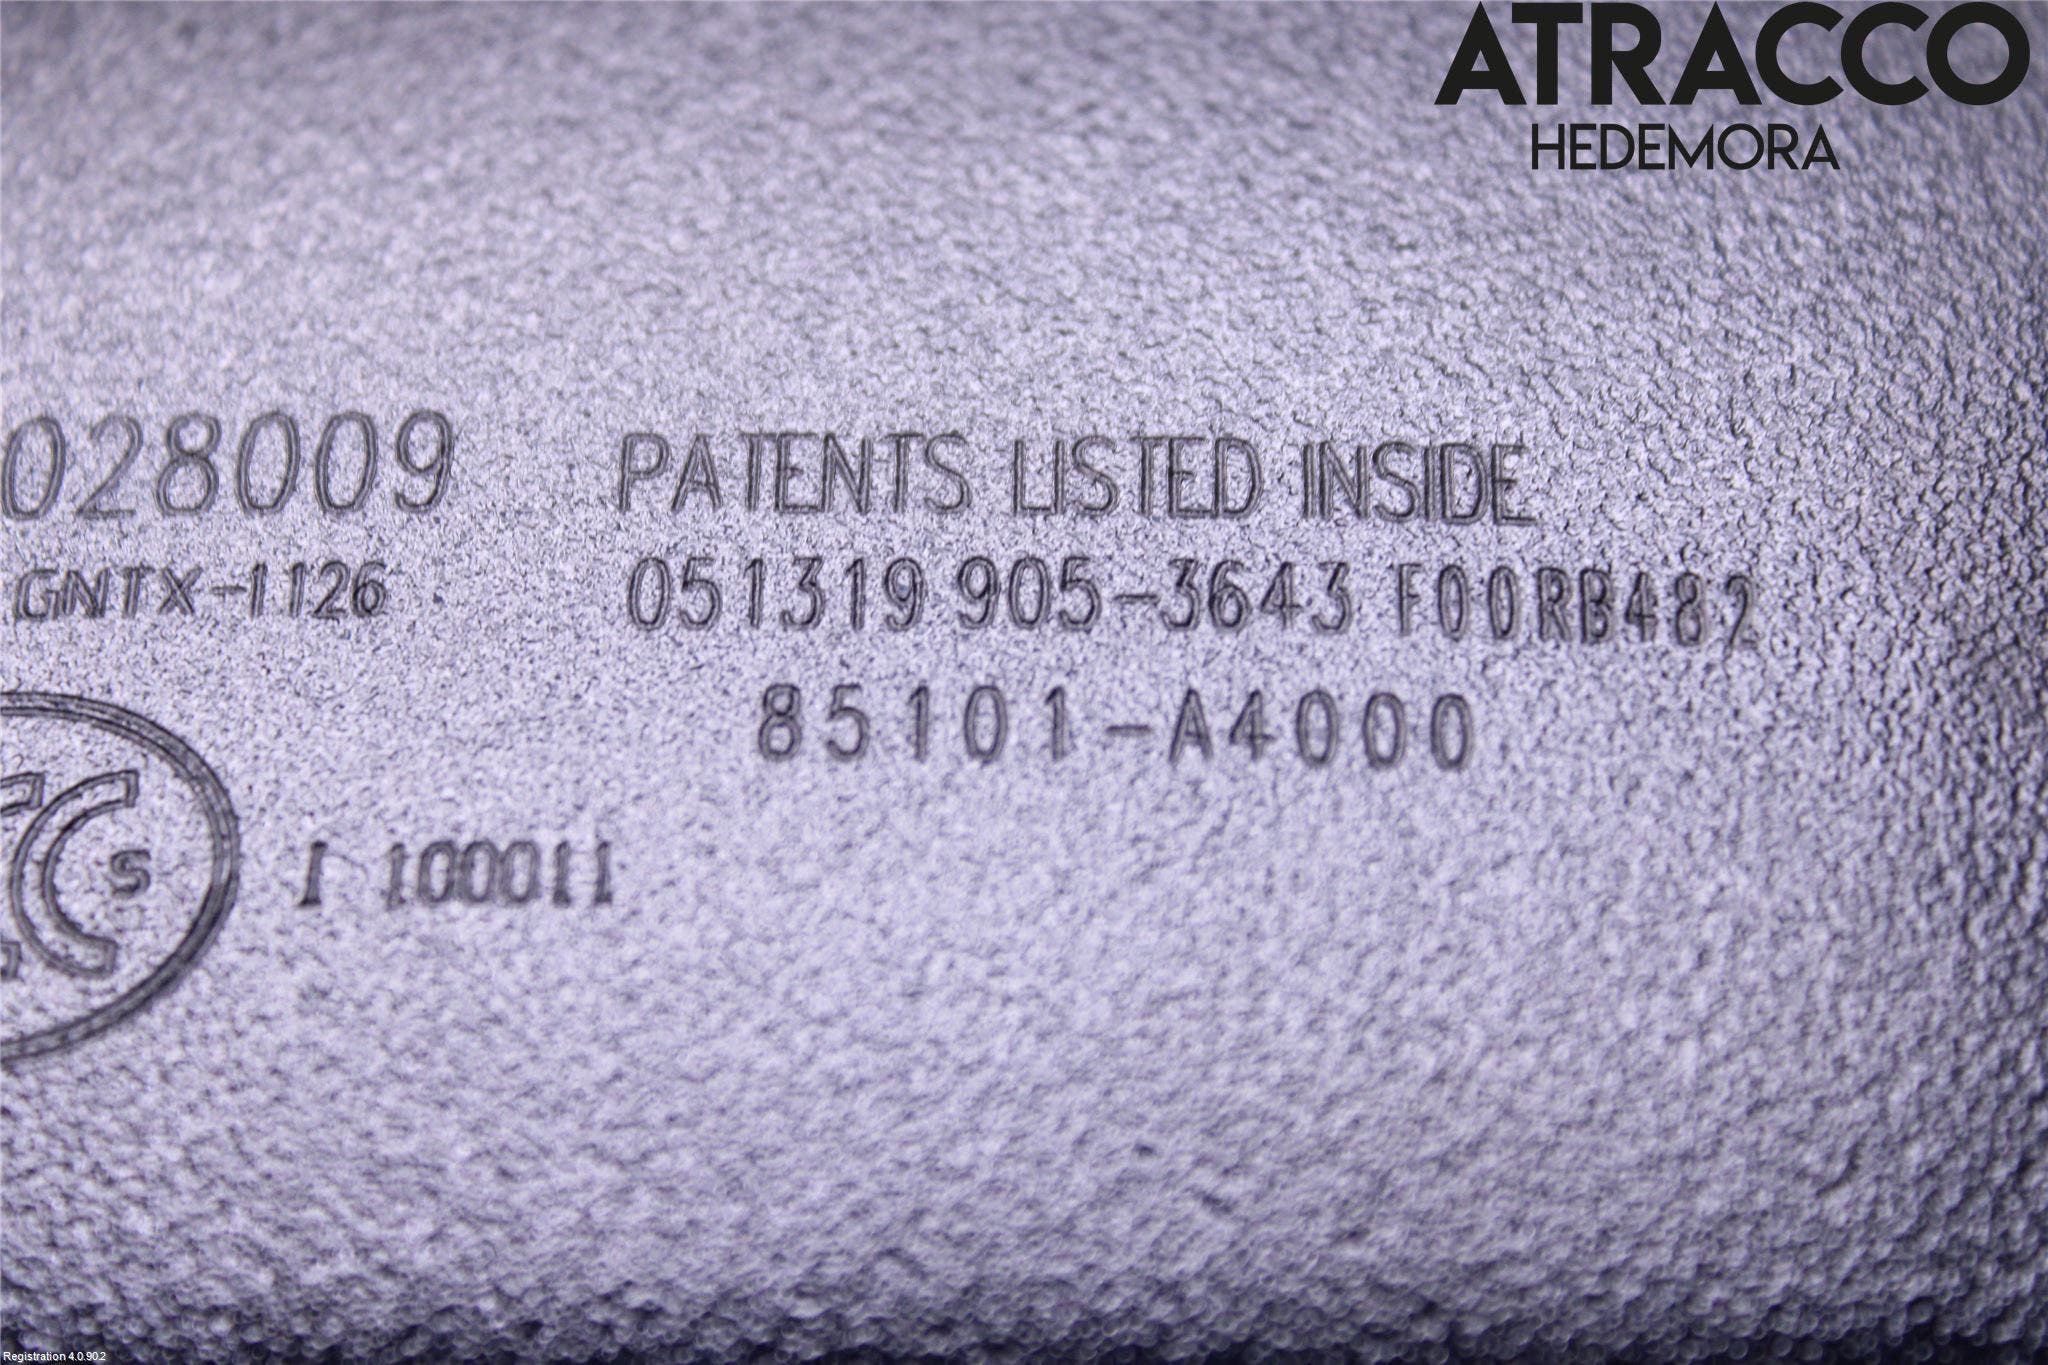 ATRACCO
HEDEMORA
028009
PATENTS LISTED INSIDE
GNTX-1126
051319 905-3643 F00RB482
85101-A4000
S
I 100011
Registration 4.0.90.2